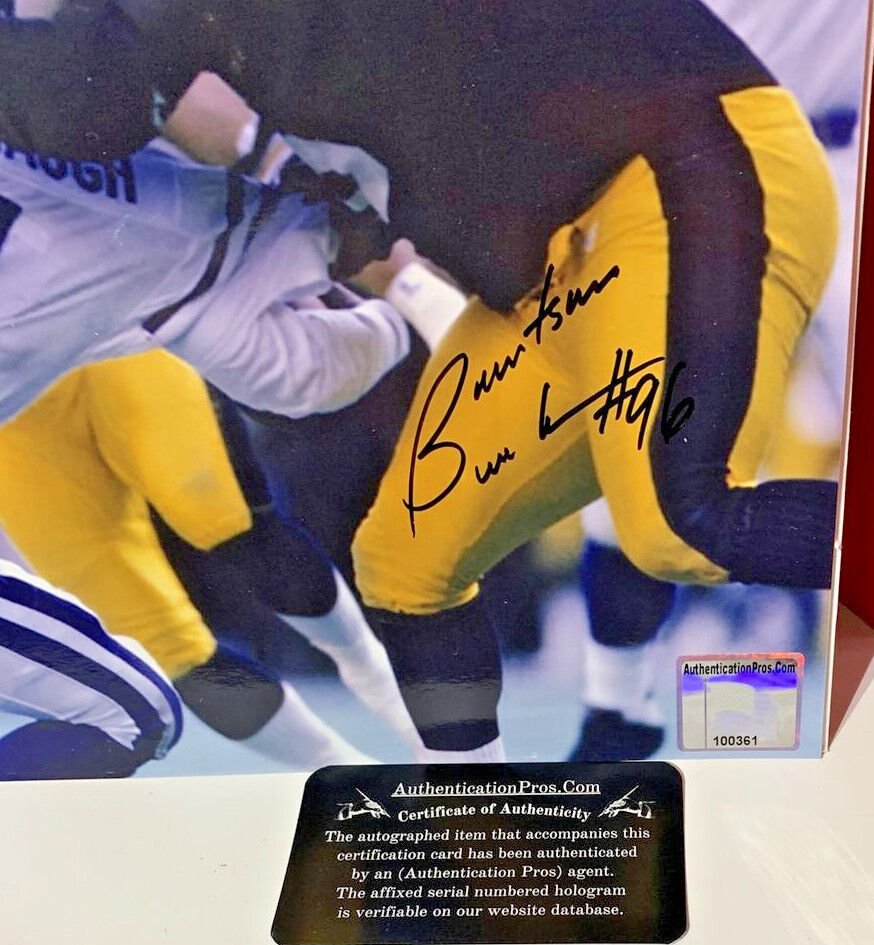 #96
AuthenticationPros.Com
100361
AuthenticationPros.Com
Certificate of Authenticity
The autographed item that accompanies this
certification card has been authenticated
by an (Authentication Pros) agent.
The affixed serial numbered hologram
is verifiable on our website database.